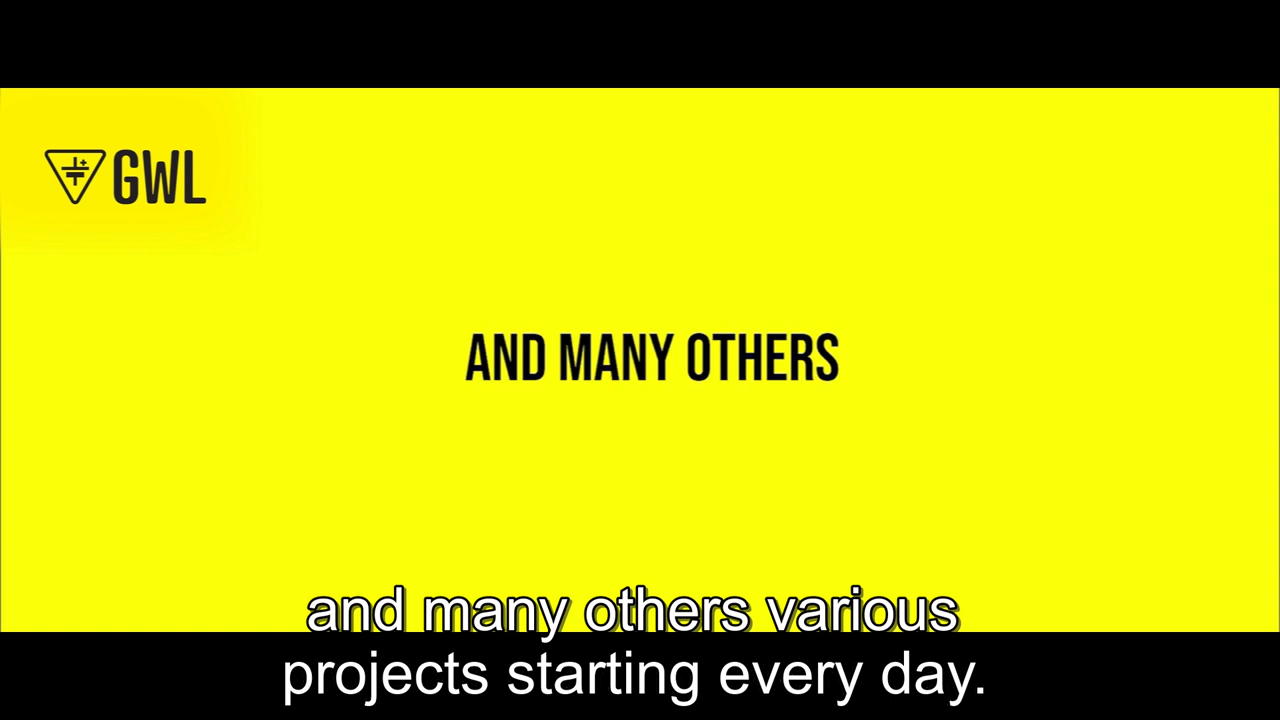 GWL
AND MANY OTHERS
and many others various
projects starting every day.